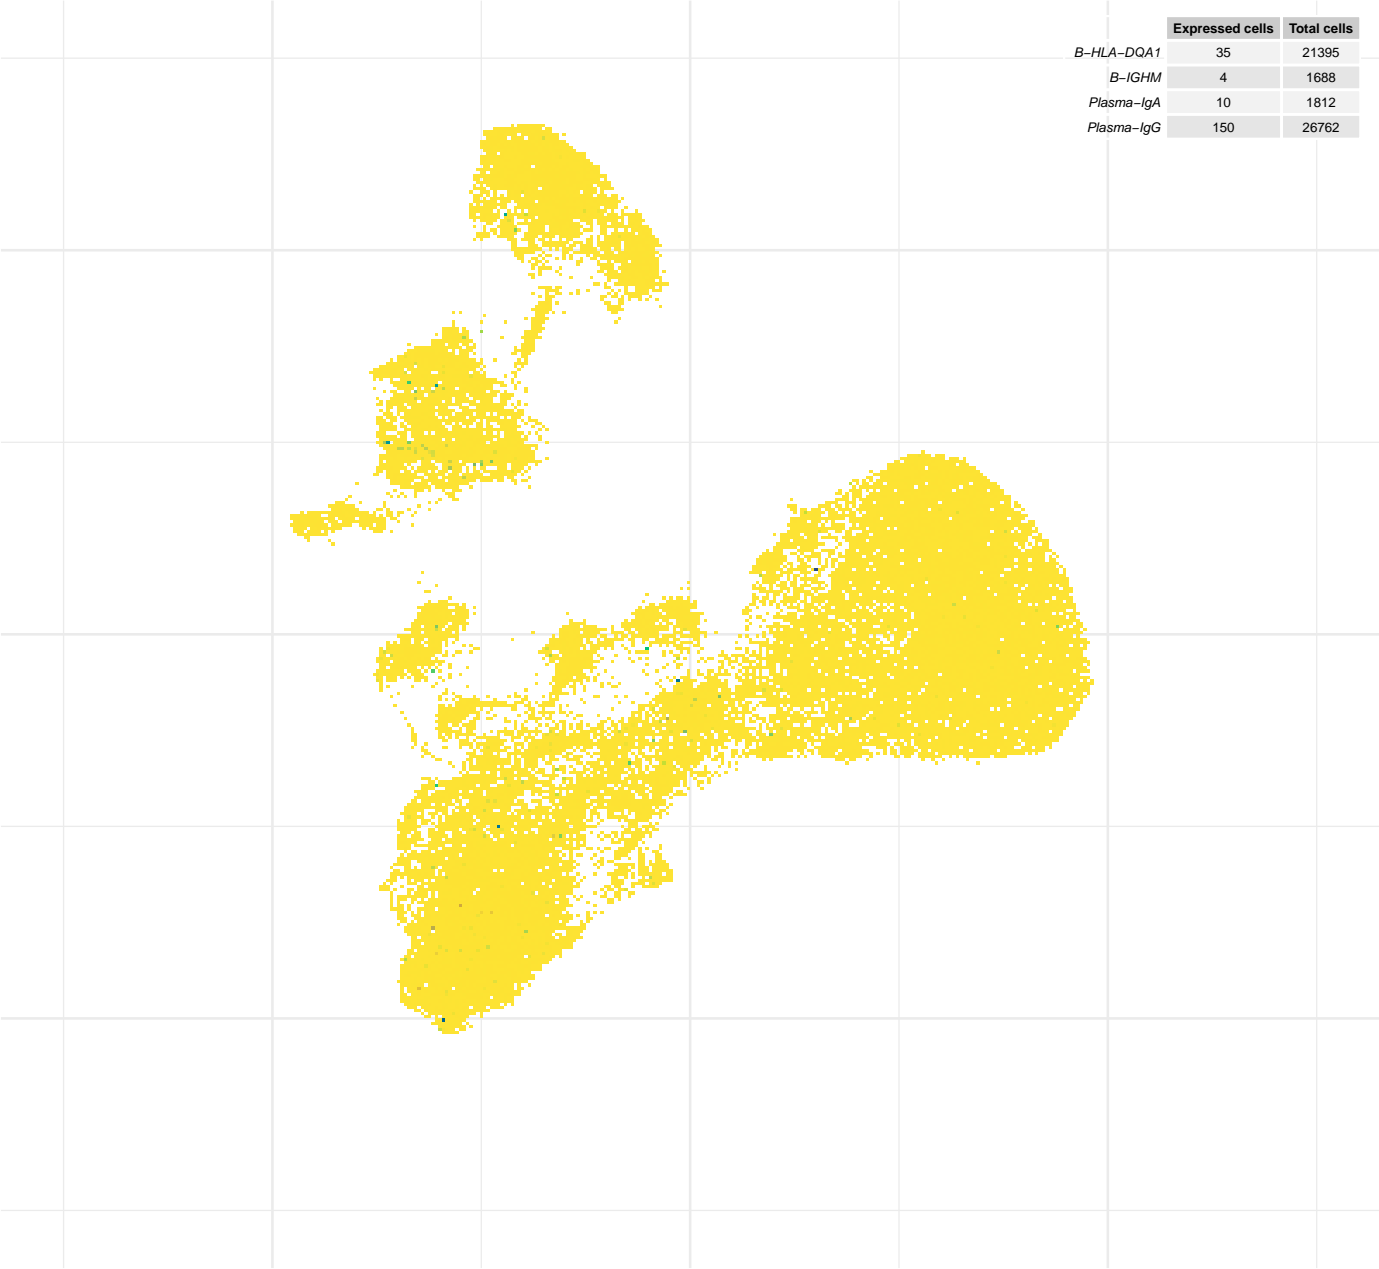 Expressed cells Total cells
B−HLA−DQA1 35 21395
B−IGHM 4 1688
Plasma−IgA 10 1812
Plasma−IgG 150 26762